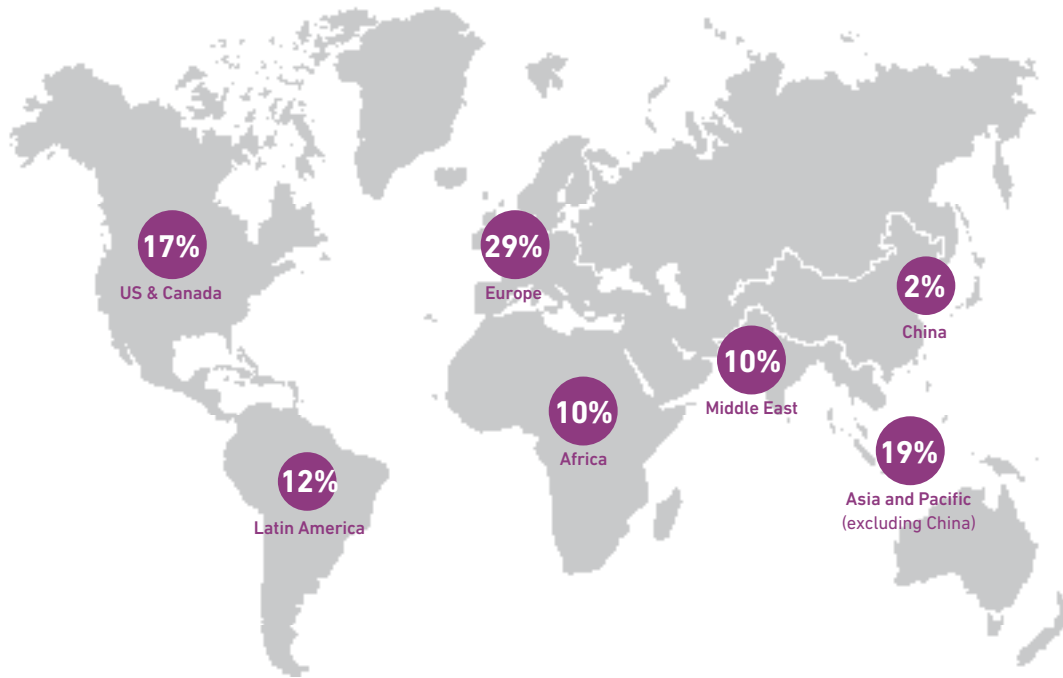 17%
US & Canada
29%
Europe
2%
China
10%
Middle East
10%
Africa
19%
Asia and Pacific
(excluding China)
12%
Latin America